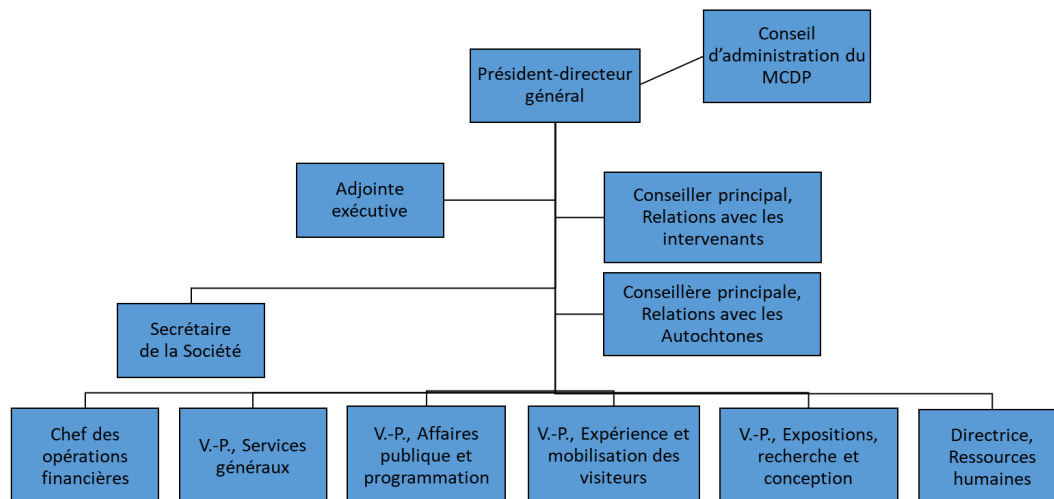 Conseil
d'administration du
MCDP
Président-directeur
général
Adjointe
exécutive
Conseiller principal,
Relations avec les
intervenants
Conseillère principale,
Relations avec les
Autochtones
Secrétaire
de la Société
Chef des
opérations
financières
V.-P., Services
généraux
V.-P., Affaires
publique et
programmation
V.-P., Expérience et
mobilisation des
visiteurs
V.-P., Expositions,
recherche et
conception
Directrice,
Ressources
humaines